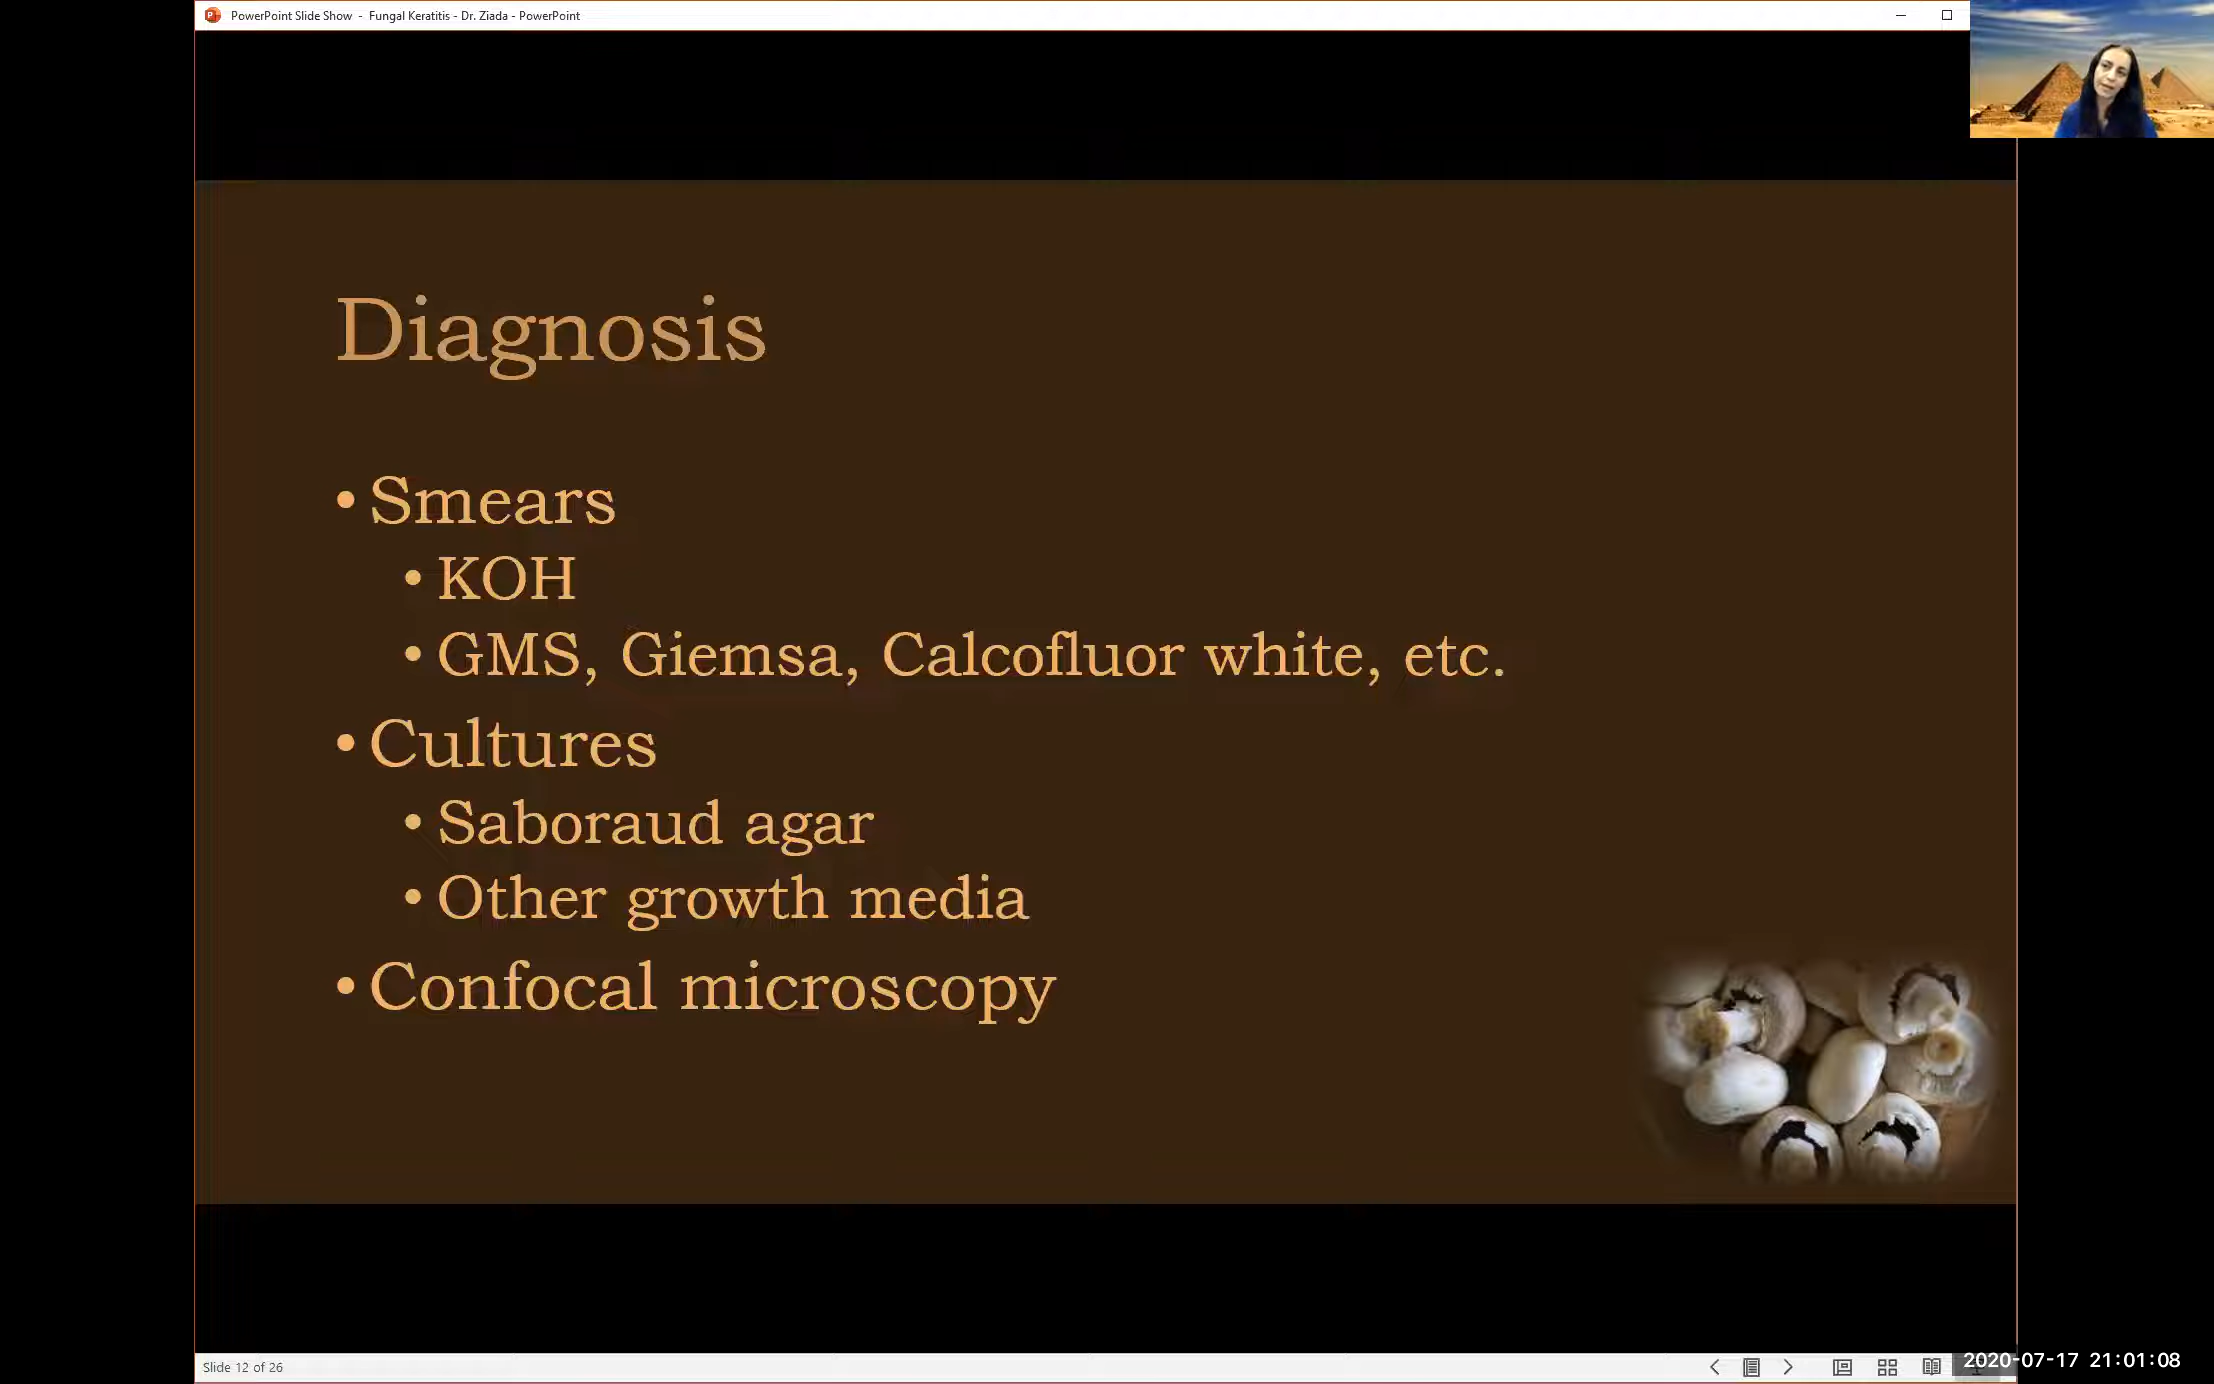 PowerPoint Slide Show - Fungal Keratitis - Dr. Ziada - PowerPoint
Diagnosis
• Smears
• KOH
• GMS, Giemsa, Calcofluor white, etc.
• Cultures
• Saboraud agar
• Other growth media
• Confocal microscopy
Slide 12 of 26
2020-07-17 21:01:08